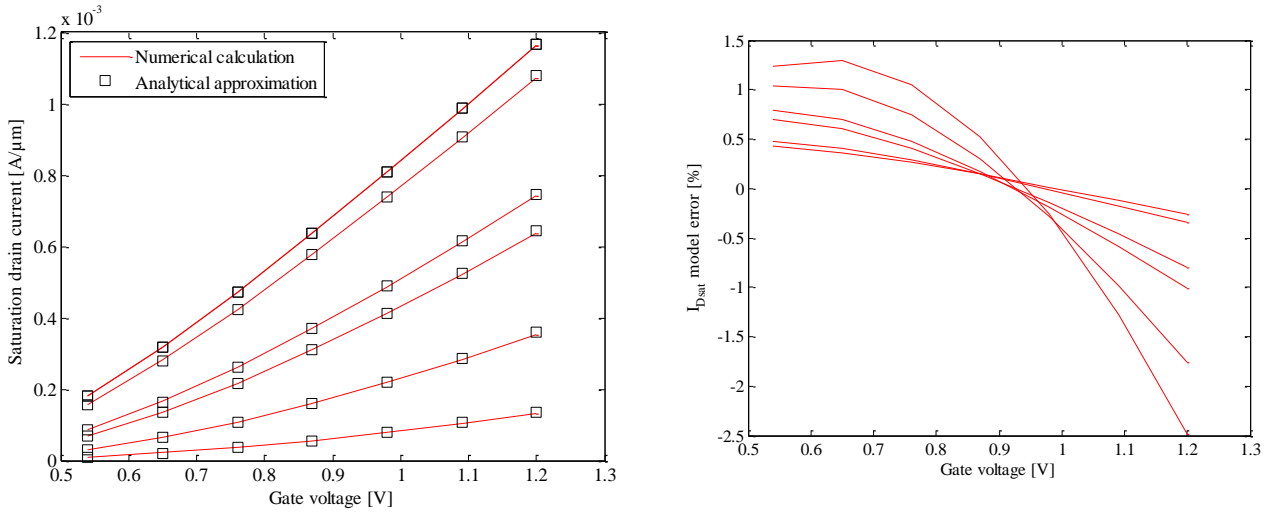 x 10⁻³
1.2
1
0.8
0.6
0.4
0.2
0
Saturation drain current [A/µm]
Numerical calculation
Analytical approximation
0.5 0.6 0.7 0.8 0.9 1 1.1 1.2 1.3
Gate voltage [V]
1.5
1
0.5
0
-0.5
-1
-1.5
-2
-2.5
I_Dsat model error [%]
0.5 0.6 0.7 0.8 0.9 1 1.1 1.2 1.3
Gate voltage [V]